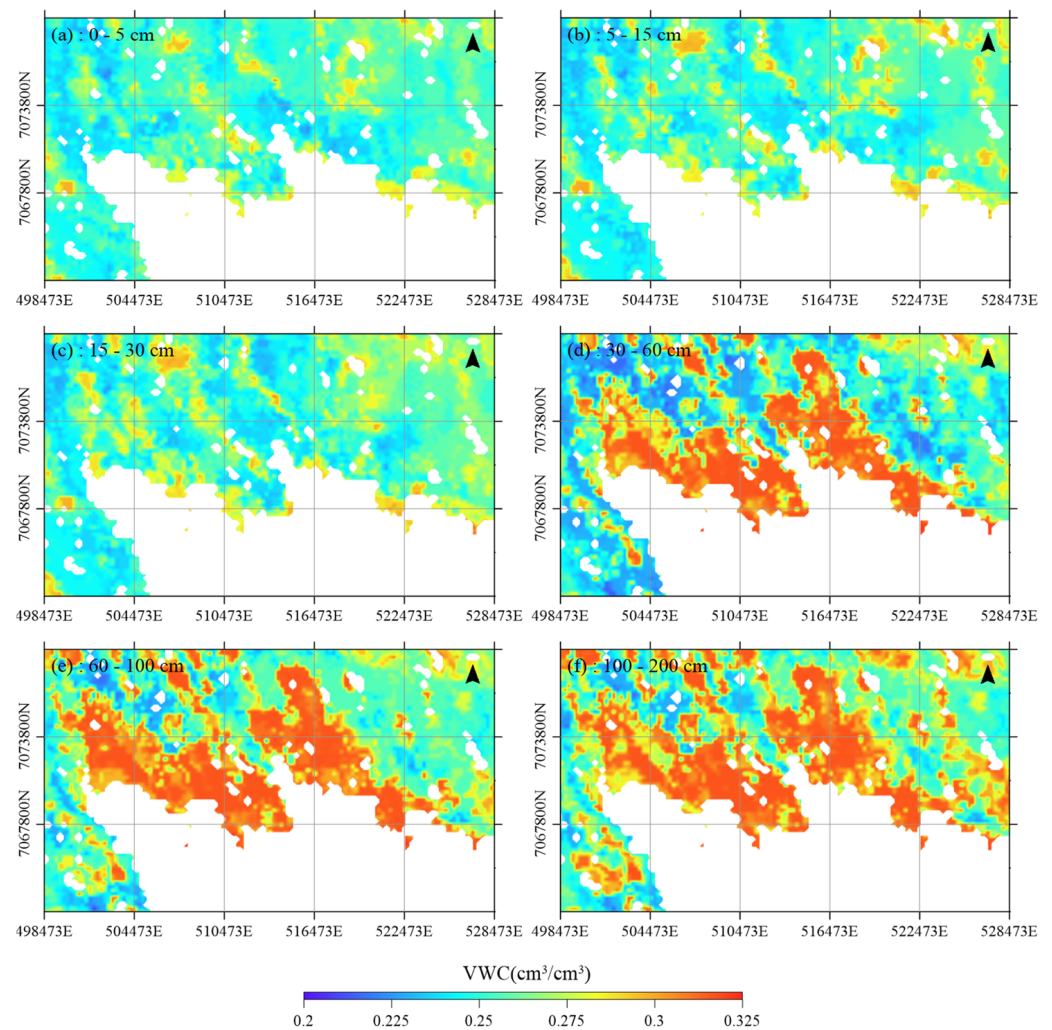 (a) : 0 - 5 cm
(b) : 5 - 15 cm
7073800N
7067800N
7073800N
7067800N
498473E 504473E 510473E 516473E 522473E 528473E
498473E 504473E 510473E 516473E 522473E 528473E
(c) : 15 - 30 cm
(d) : 30 - 60 cm
7073800N
7067800N
7073800N
7067800N
498473E 504473E 510473E 516473E 522473E 528473E
498473E 504473E 510473E 516473E 522473E 528473E
(e) : 60 - 100 cm
(f) : 100 - 200 cm
7073800N
7067800N
7073800N
7067800N
498473E 504473E 510473E 516473E 522473E 528473E
498473E 504473E 510473E 516473E 522473E 528473E
VWC(cm³/cm³)
0.2 0.225 0.25 0.275 0.3 0.325